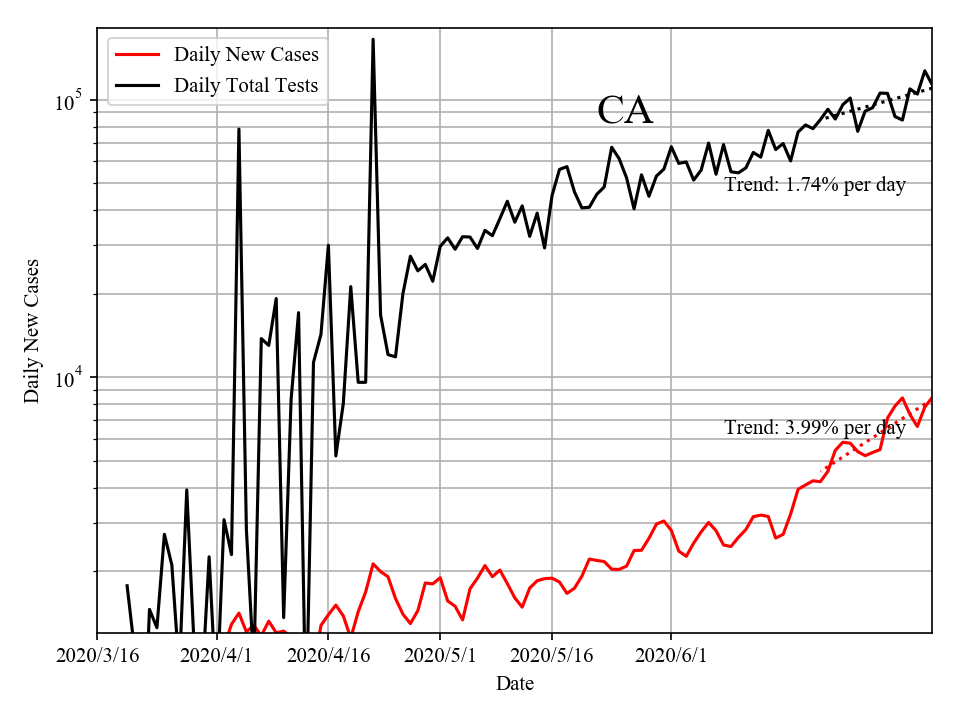 Daily New Cases
Daily Total Tests
CA
10^5
Trend: 1.74% per day
Daily New Cases
10^4
Trend: 3.99% per day
2020/3/16
2020/4/1
2020/4/16
2020/5/1
2020/5/16
2020/6/1
Date